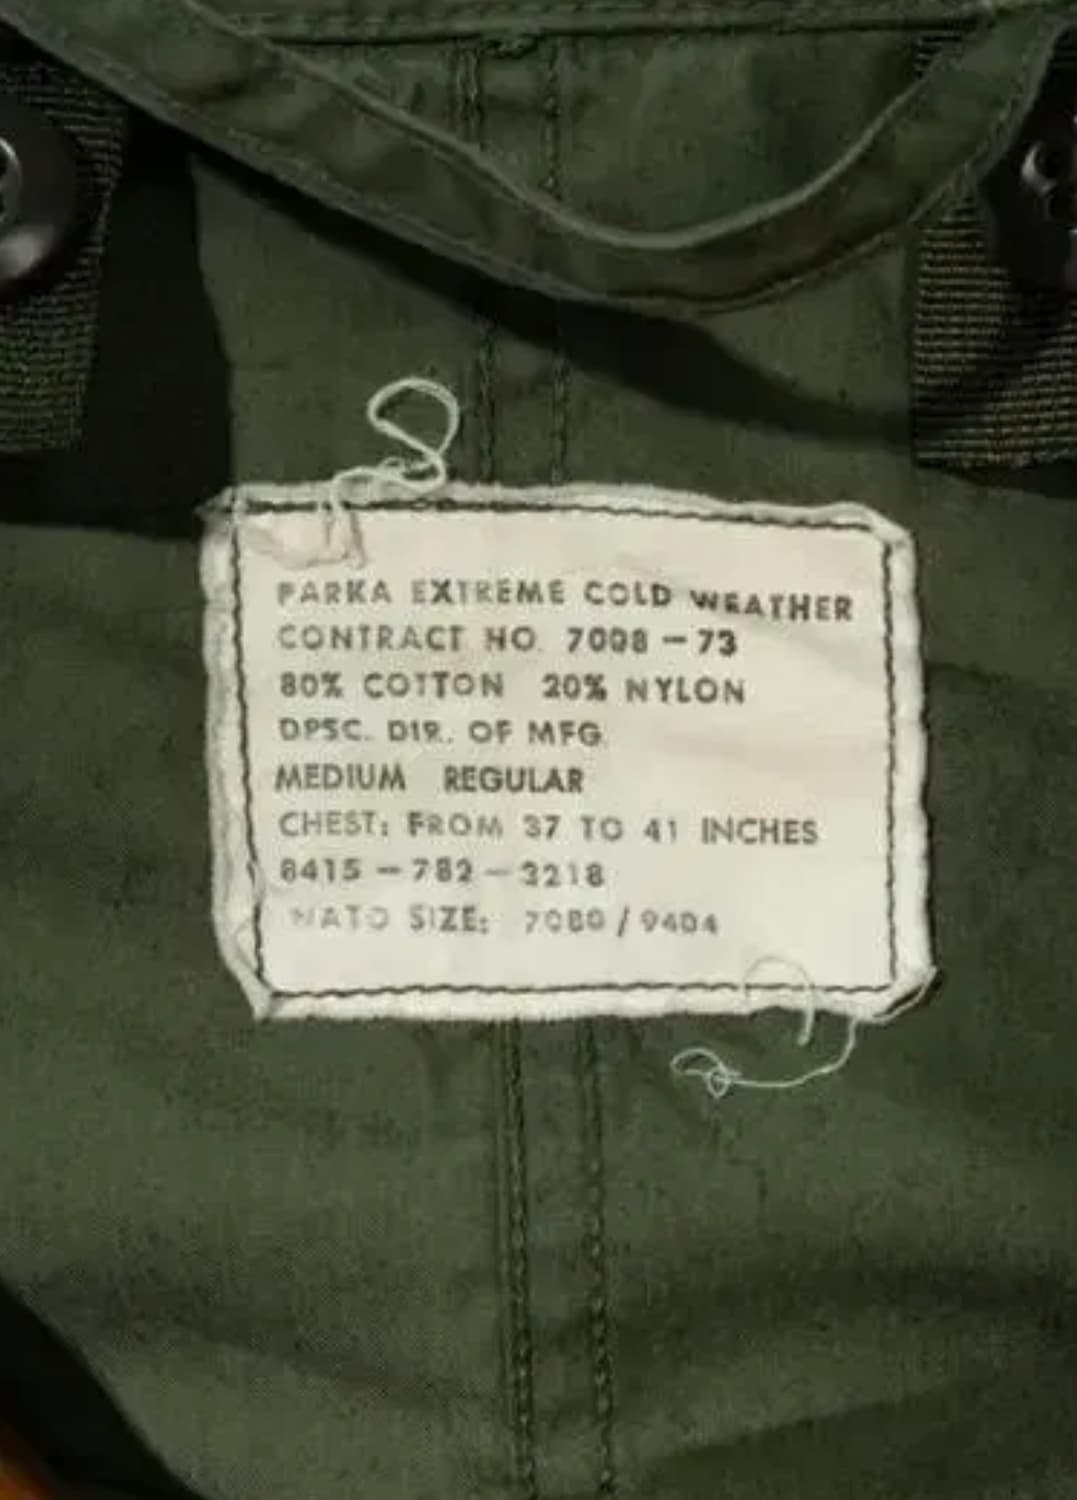 PARKA EXTREME COLD WEATHER
CONTRACT NO. 7008 – 73
80% COTTON 20% NYLON
DPSC. DIR. OF MFG.
MEDIUM REGULAR
CHEST: FROM 37 TO 41 INCHES
8415 – 782 – 3218
NATO SIZE: 7080 / 9404